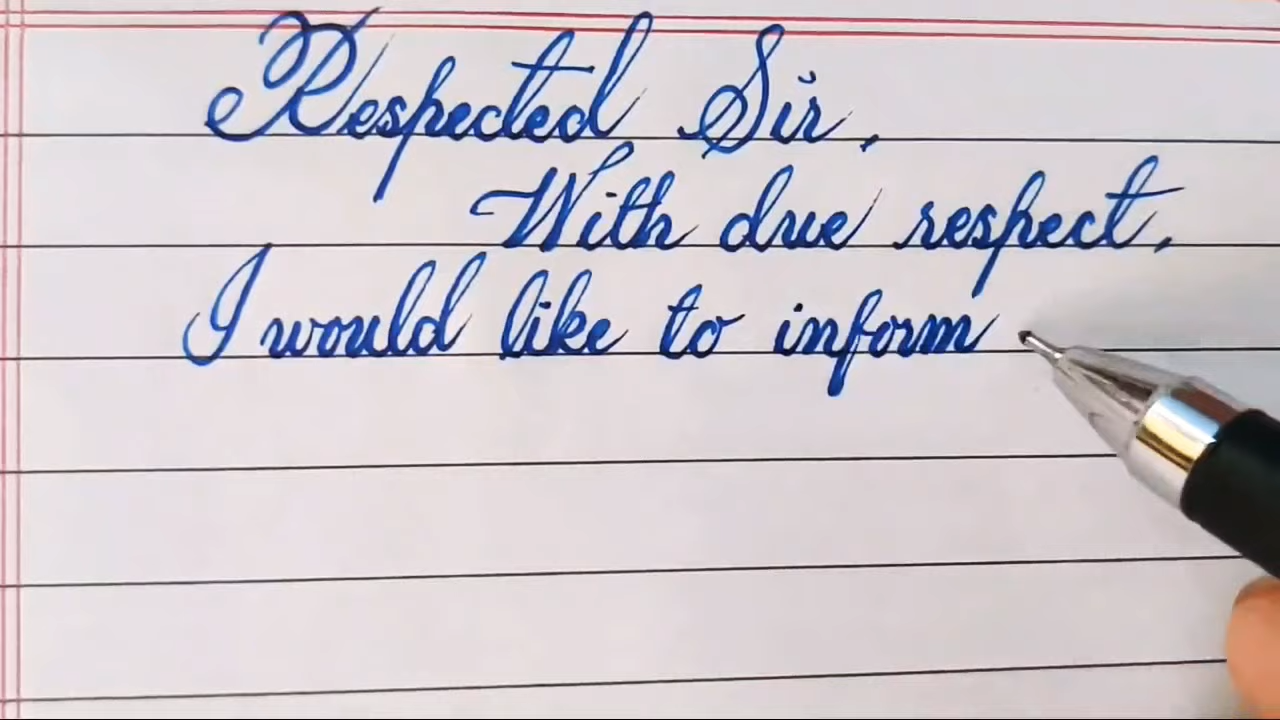 Respected Sir,
With due respect,
I would like to inform